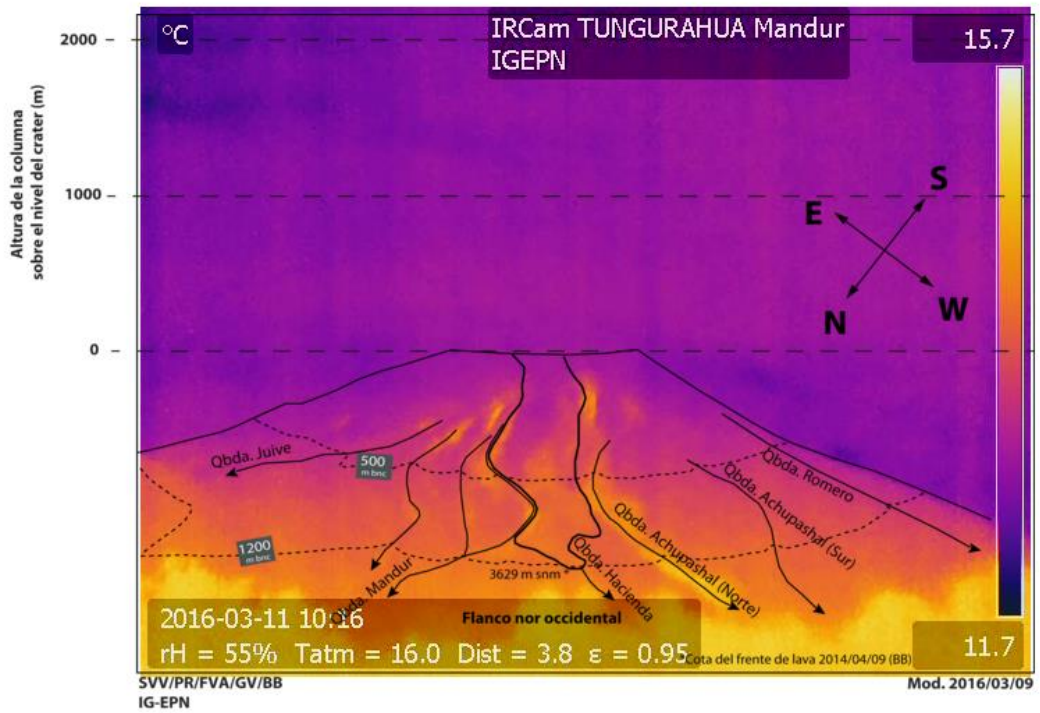 °C
IRCam TUNGURAHUA Mandur
IGEPN
15.7
2000
1000
0
Altura de la columna
sobre el nivel del crater (m)
S
E
N
W
Qbda. Juive
500
m bnc
Qbda. Romero
Qbda. Achupashal (Sur)
Qbda. Achupashal (Norte)
1200
m bnc
Qbda. Mandur
3629 m snm *
Qbda. Hacienda
Flanco nor occidental
2016-03-11 10:16
rH = 55% Tatm = 16.0 Dist = 3.8 ε = 0.95
*Cota del frente de lava 2014/04/09 (BB)
11.7
SVV/PR/FVA/GV/BB
IG-EPN
Mod. 2016/03/09